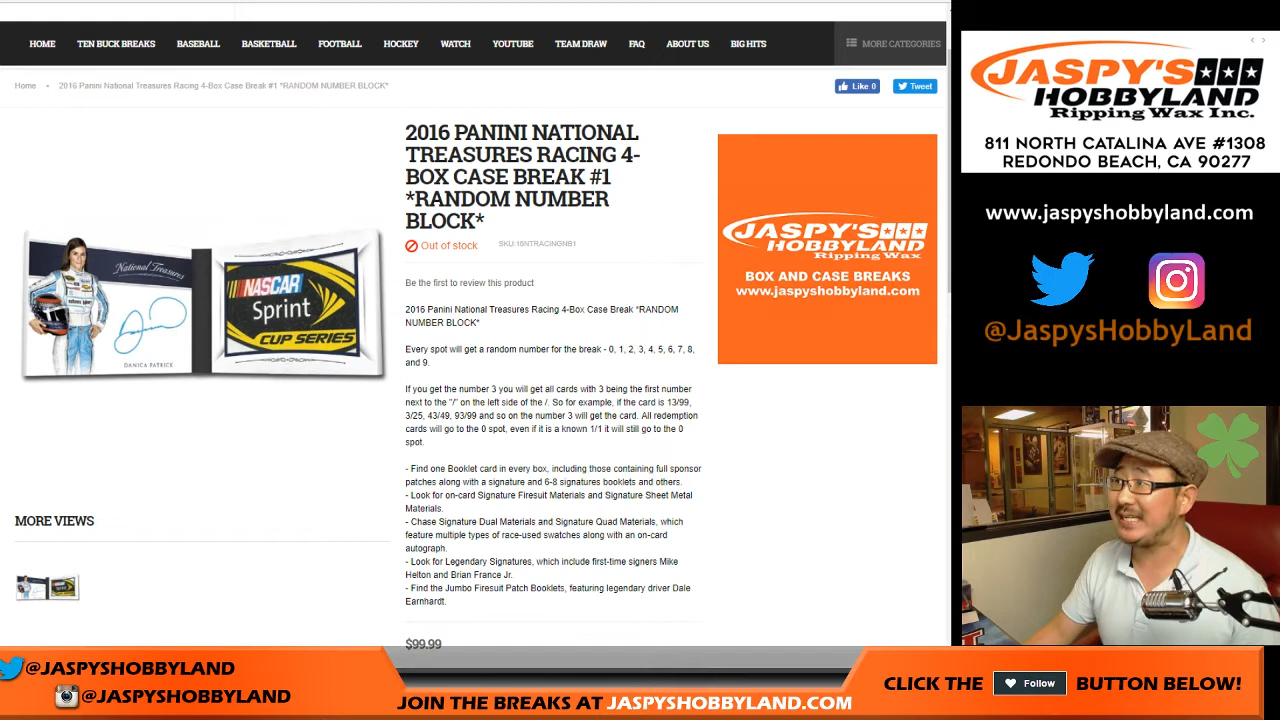 HOME TEN BUCK BREAKS BASEBALL BASKETBALL FOOTBALL HOCKEY WATCH YOUTUBE TEAM DRAW FAQ ABOUT US BIG HITS MORE CATEGORIES
Home • 2016 Panini National Treasures Racing 4-Box Case Break #1 *RANDOM NUMBER BLOCK*
Like 0 Tweet
2016 PANINI NATIONAL
TREASURES RACING 4-
BOX CASE BREAK #1
*RANDOM NUMBER
BLOCK*
Out of stock SKU:16NTRACINGNB1
Be the first to review this product
2016 Panini National Treasures Racing 4-Box Case Break *RANDOM
NUMBER BLOCK*
Every spot will get a random number for the break - 0, 1, 2, 3, 4, 5, 6, 7, 8,
and 9.
If you get the number 3 you will get all cards with 3 being the first number
next to the "/" on the left side of the /. So for example, if the card is 13/99,
3/25, 43/49, 93/99 and so on the number 3 will get the card. All redemption
cards will go to the 0 spot, even if it is a known 1/1 it will still go to the 0
spot.
- Find one Booklet card in every box, including those containing full sponsor
patches along with a signature and 6-8 signatures booklets and others.
- Look for on-card Signature Firesuit Materials and Signature Sheet Metal
Materials.
- Chase Signature Dual Materials and Signature Quad Materials, which
feature multiple types of race-used swatches along with an on-card
autograph.
- Look for Legendary Signatures, which include first-time signers Mike
Helton and Brian France Jr.
- Find the Jumbo Firesuit Patch Booklets, featuring legendary driver Dale
Earnhardt.
$99.99
National Treasures
DANICA PATRICK
NASCAR
Sprint
CUP SERIES
MORE VIEWS
JASPY'S
HOBBYLAND
Ripping Wax
BOX AND CASE BREAKS
www.jaspyshobbyland.com
JASPY'S
HOBBYLAND
Ripping Wax Inc.
811 NORTH CATALINA AVE #1308
REDONDO BEACH, CA 90277
www.jaspyshobbyland.com
@JaspysHobbyLand
@JASPYSHOBBYLAND
@JASPYSHOBBYLAND
JOIN THE BREAKS AT JASPYSHOBBYLAND.COM
CLICK THE Follow BUTTON BELOW!